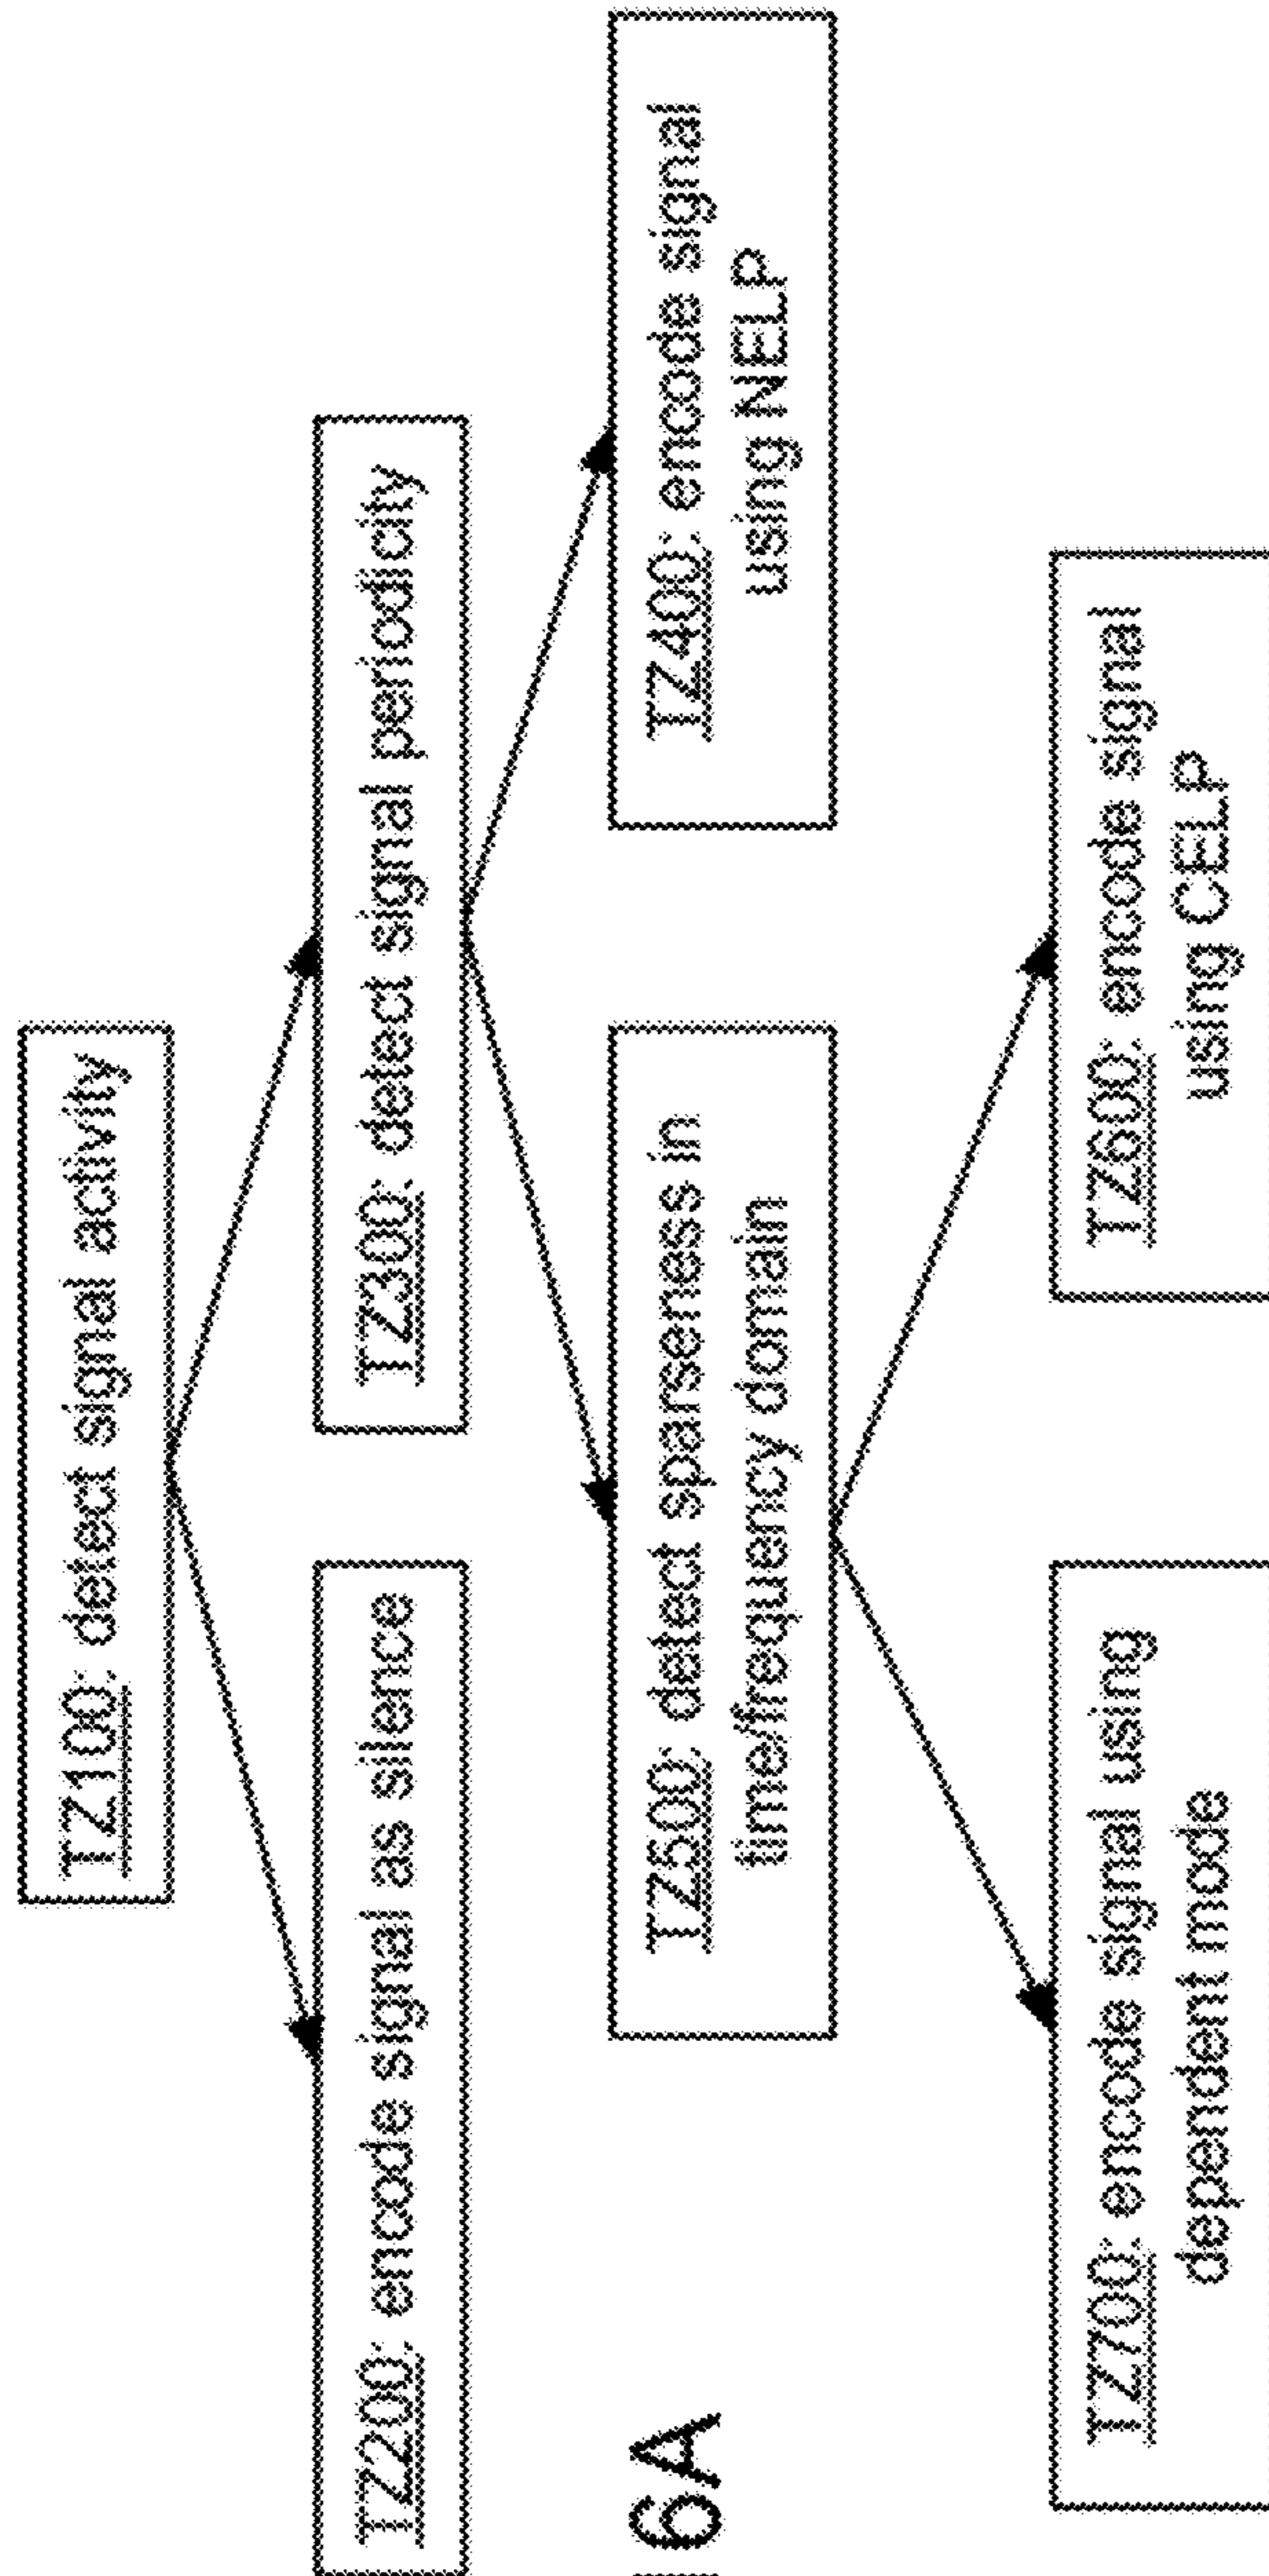 TZ100: detect signal activity
TZ200: encode signal as silence
TZ300: detect signal periodicity
TZ500: detect sparseness in
time/frequency domain
TZ400: encode signal
using NELP
6A
TZ700: encode signal using
dependent mode
TZ600: encode signal
using CELP